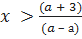 x > (a + 3)/(a − a)